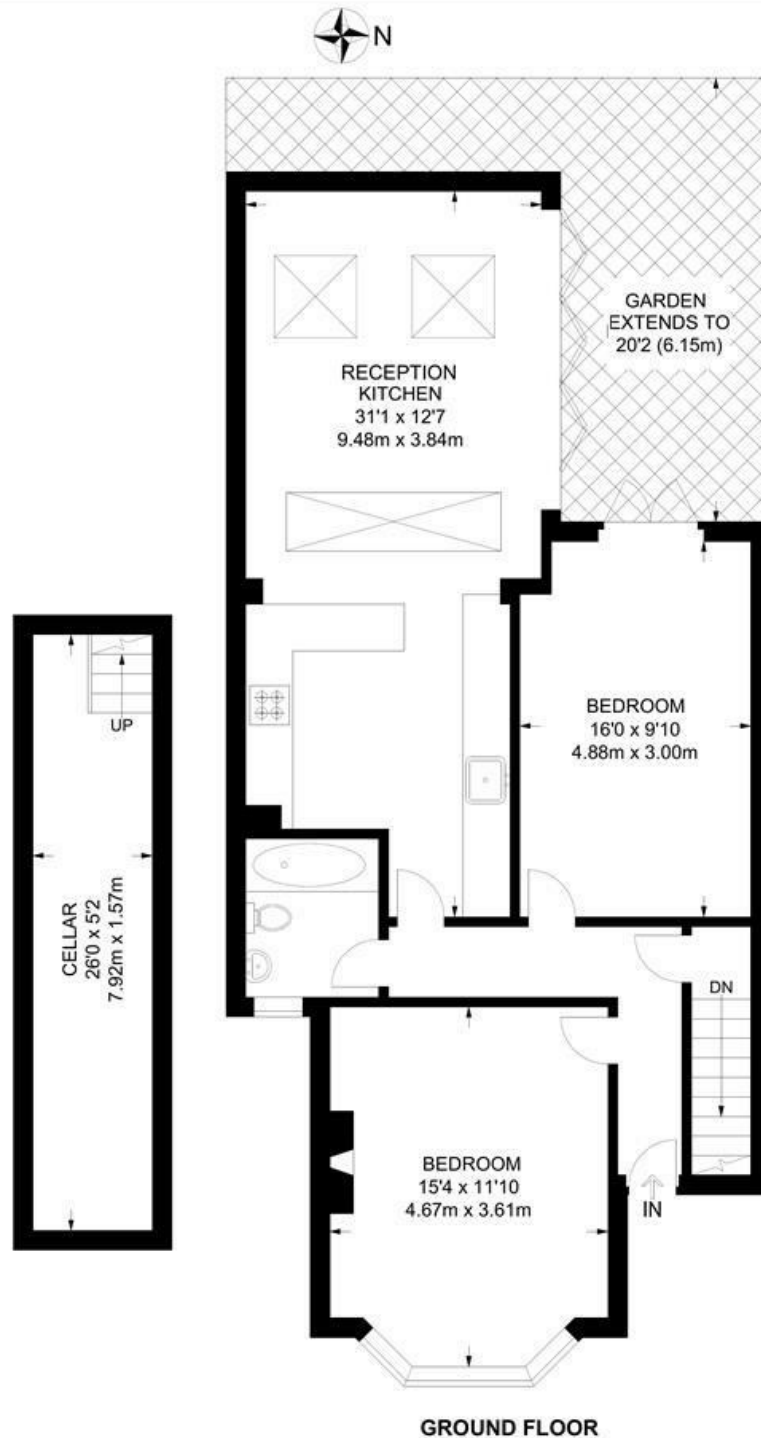 N
GARDEN
EXTENDS TO
20'2 (6.15m)
RECEPTION
KITCHEN
31'1 x 12'7
9.48m x 3.84m
UP
BEDROOM
16'0 x 9'10
4.88m x 3.00m
CELLAR
26'0 x 5'2
7.92m x 1.57m
DN
BEDROOM
15'4 x 11'10
4.67m x 3.61m
IN
GROUND FLOOR